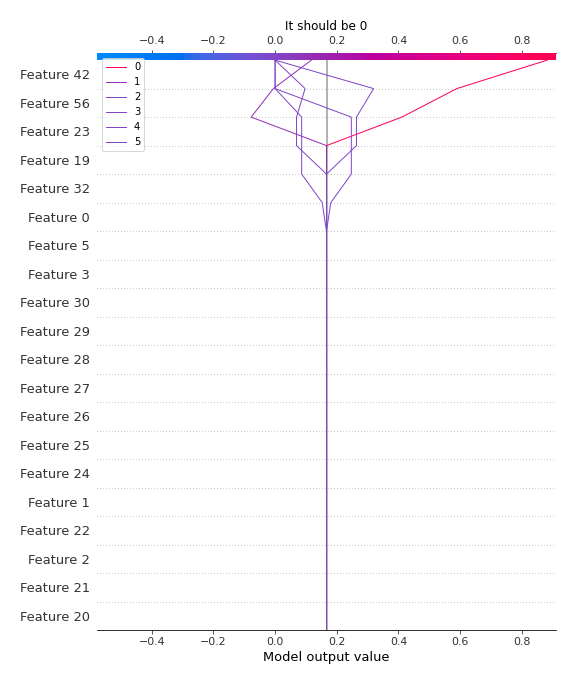 It should be 0
−0.4 −0.2 0.0 0.2 0.4 0.6 0.8
0
1
2
3
4
5
Feature 42
Feature 56
Feature 23
Feature 19
Feature 32
Feature 0
Feature 5
Feature 3
Feature 30
Feature 29
Feature 28
Feature 27
Feature 26
Feature 25
Feature 24
Feature 1
Feature 22
Feature 2
Feature 21
Feature 20
−0.4 −0.2 0.0 0.2 0.4 0.6 0.8
Model output value